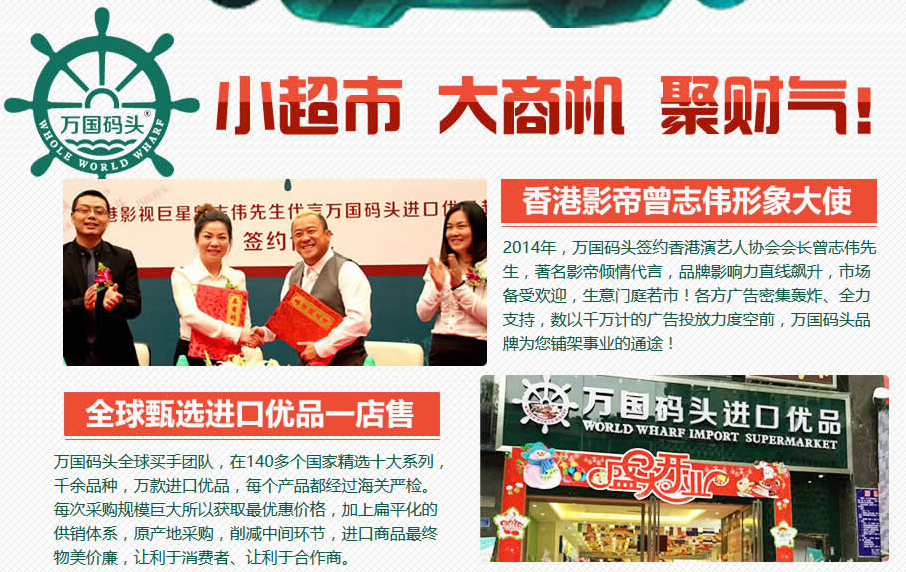 万国码头®
WHOLE WORLD WHARF
小超市 大商机 聚财气!
港影视巨星曾志伟先生代言万国码头进口优
签约
香港影帝曾志伟形象大使
2014年，万国码头签约香港演艺人协会会长曾志伟先
生，著名影帝倾情代言，品牌影响力直线飙升，市场
备受欢迎，生意门庭若市！各方广告密集轰炸、全力
支持，数以千万计的广告投放力度空前，万国码头品
牌为您铺架事业的通途！
全球甄选进口优品一店售
万国码头全球买手团队，在140多个国家精选十大系列，
千余品种，万款进口优品，每个产品都经过海关严检。
每次采购规模巨大所以获取最优惠价格，加上扁平化的
供销体系，原产地采购，削减中间环节，进口商品最终
物美价廉，让利于消费者、让利于合作商。
万国码头进口优品
WORLD WHARF IMPORT SUPERMARKET
盛大开业